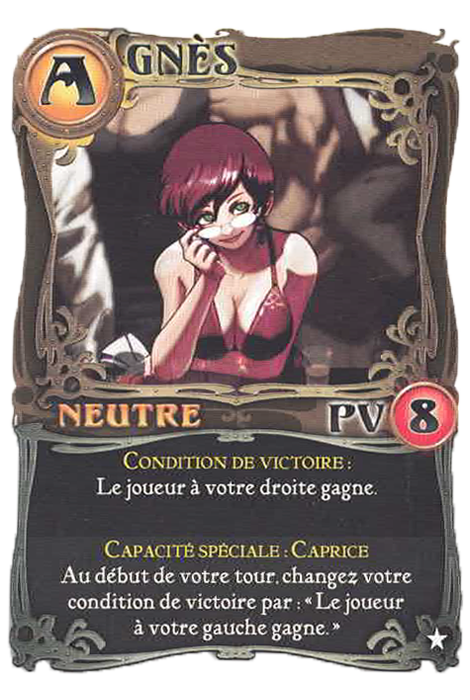 AGNÈS
NEUTRE PV 8
CONDITION DE VICTOIRE :
Le joueur à votre droite gagne.
CAPACITÉ SPÉCIALE : CAPRICE
Au début de votre tour, changez votre
condition de victoire par : « Le joueur
à votre gauche gagne. »